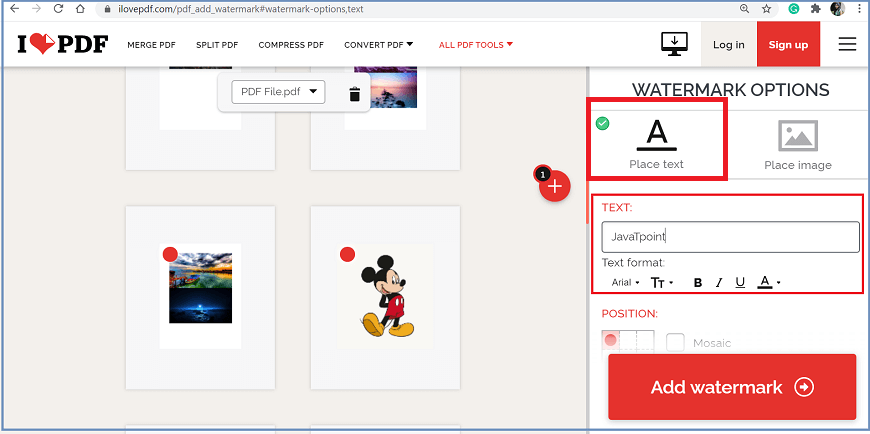 ilovepdf.com/pdf_add_watermark#watermark-options,text
I PDF MERGE PDF SPLIT PDF COMPRESS PDF CONVERT PDF ALL PDF TOOLS Log in Sign up
PDF File.pdf
WATERMARK OPTIONS
A
Place text Place image
1
TEXT:
JavaTpoint
Text format:
Arial TT B I U A
POSITION:
Mosaic
Add watermark